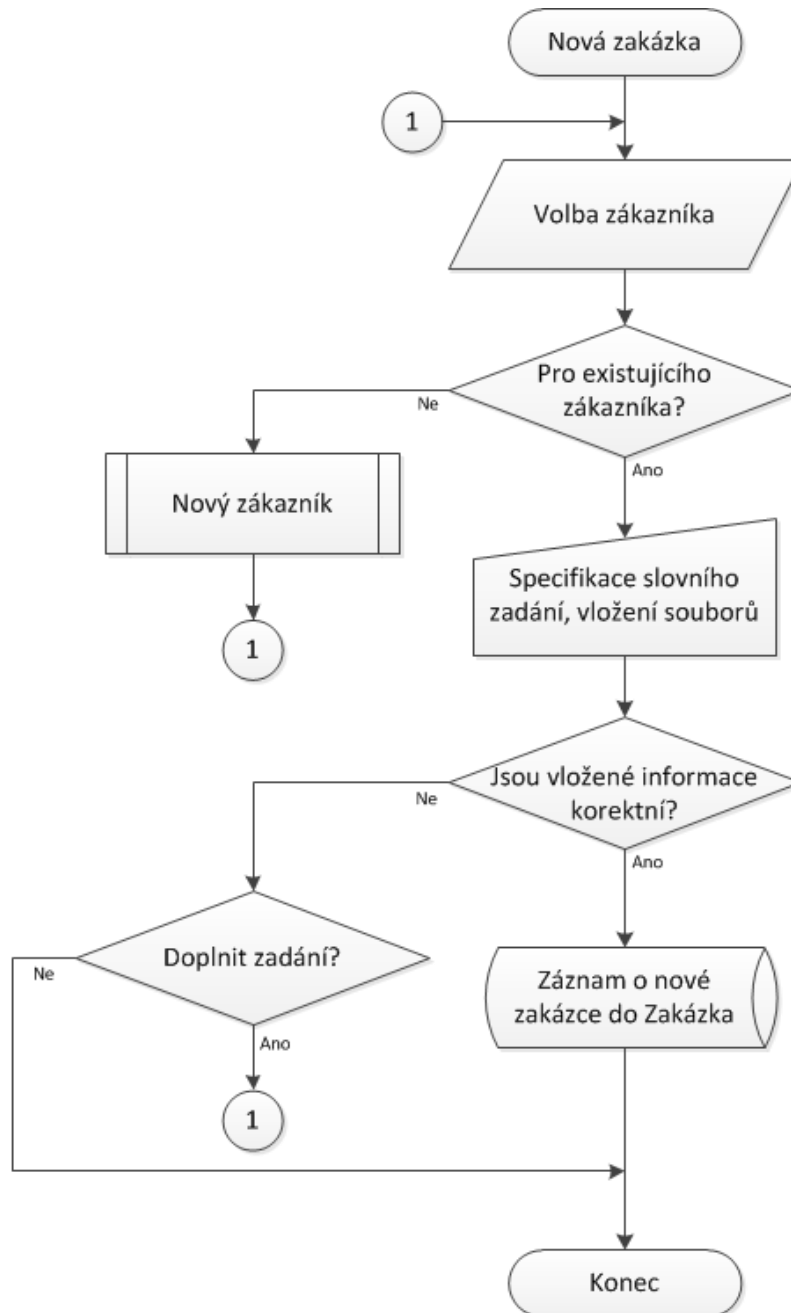 Nová zakázka
1
Volba zákazníka
Pro existujícího
zákazníka?
Ne
Ano
Nový zákazník
Specifikace slovního
zadání, vložení souborů
1
Jsou vložené informace
korektní?
Ne
Ano
Doplnit zadání?
Ne
Ano
Záznam o nové
zakázce do Zakázka
1
Konec